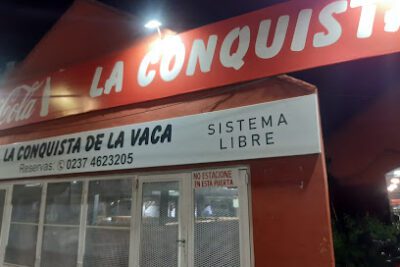 Coca-Cola
LA CONQUISTA
LA CONQUISTA DE LA VACA
Reservas: 0237 4623205
SISTEMA
LIBRE
NO ESTACIONE
EN ESTA PUERTA